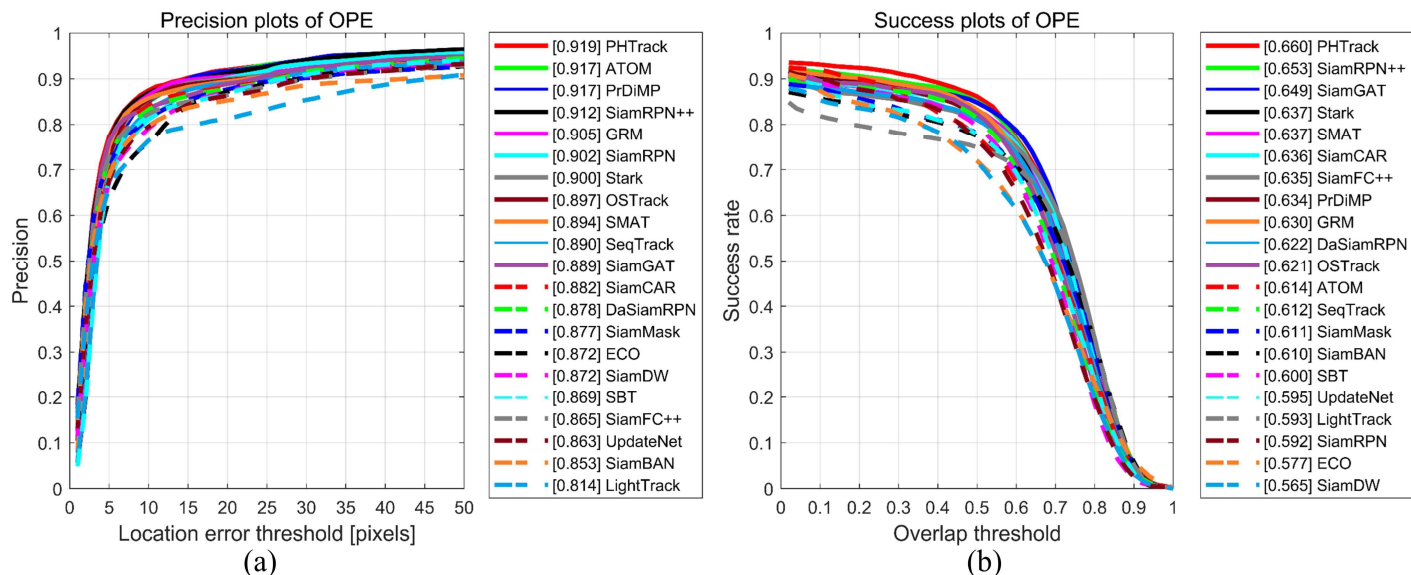 Precision plots of OPE
1
0.9
0.8
0.7
0.6
0.5
0.4
0.3
0.2
0.1
0
Precision
0 5 10 15 20 25 30 35 40 45 50
Location error threshold [pixels]
(a)
[0.919] PHTrack
[0.917] ATOM
[0.917] PrDiMP
[0.912] SiamRPN++
[0.905] GRM
[0.902] SiamRPN
[0.900] Stark
[0.897] OSTrack
[0.894] SMAT
[0.890] SeqTrack
[0.889] SiamGAT
[0.882] SiamCAR
[0.878] DaSiamRPN
[0.877] SiamMask
[0.872] ECO
[0.872] SiamDW
[0.869] SBT
[0.865] SiamFC++
[0.863] UpdateNet
[0.853] SiamBAN
[0.814] LightTrack
Success plots of OPE
1
0.9
0.8
0.7
0.6
0.5
0.4
0.3
0.2
0.1
0
Success rate
0 0.1 0.2 0.3 0.4 0.5 0.6 0.7 0.8 0.9 1
Overlap threshold
(b)
[0.660] PHTrack
[0.653] SiamRPN++
[0.649] SiamGAT
[0.637] Stark
[0.637] SMAT
[0.636] SiamCAR
[0.635] SiamFC++
[0.634] PrDiMP
[0.630] GRM
[0.622] DaSiamRPN
[0.621] OSTrack
[0.614] ATOM
[0.612] SeqTrack
[0.611] SiamMask
[0.610] SiamBAN
[0.600] SBT
[0.595] UpdateNet
[0.593] LightTrack
[0.592] SiamRPN
[0.577] ECO
[0.565] SiamDW